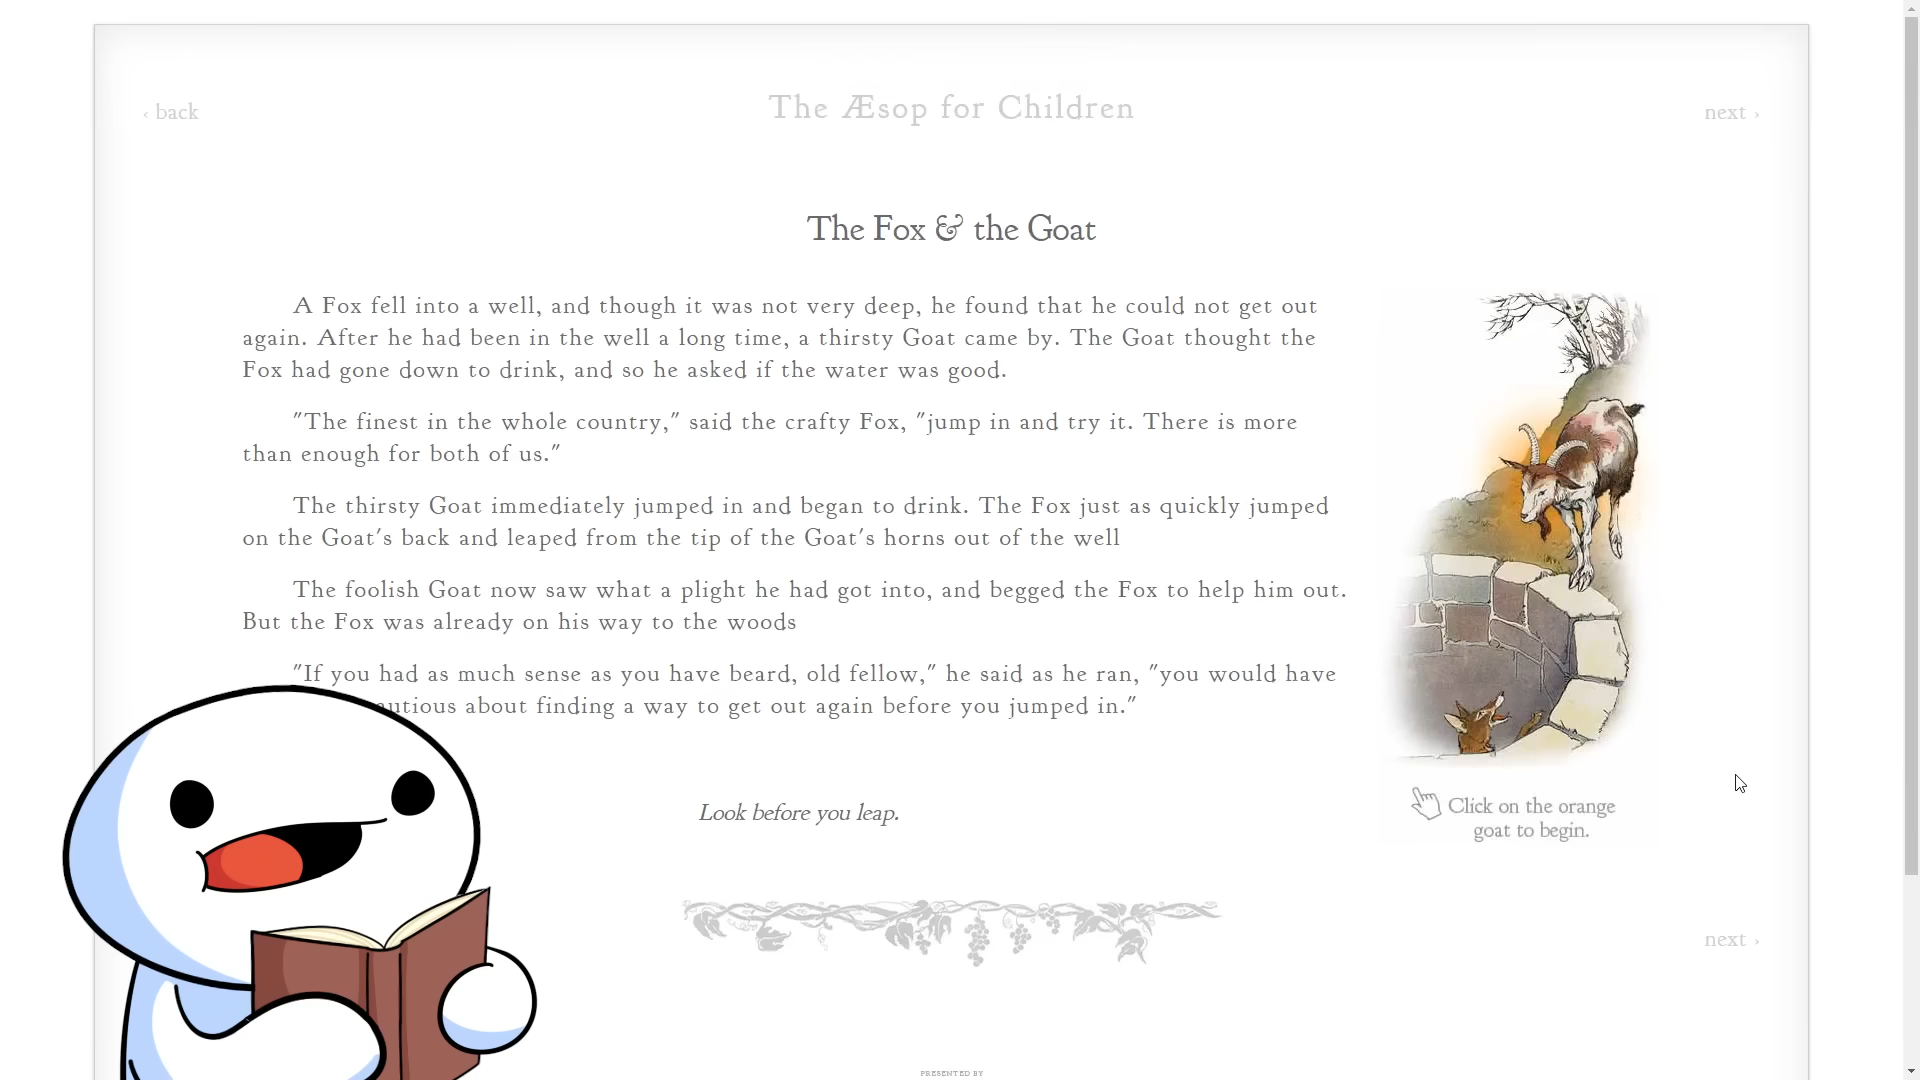 ‹ back
The Æsop for Children
next ›
The Fox & the Goat
A Fox fell into a well, and though it was not very deep, he found that he could not get out
again. After he had been in the well a long time, a thirsty Goat came by. The Goat thought the
Fox had gone down to drink, and so he asked if the water was good.
"The finest in the whole country," said the crafty Fox, "jump in and try it. There is more
than enough for both of us."
The thirsty Goat immediately jumped in and began to drink. The Fox just as quickly jumped
on the Goat's back and leaped from the tip of the Goat's horns out of the well
The foolish Goat now saw what a plight he had got into, and begged the Fox to help him out.
But the Fox was already on his way to the woods
"If you had as much sense as you have beard, old fellow," he said as he ran, "you would have
about finding a way to get out again before you jumped in."
Look before you leap.
Click on the orange
goat to begin.
next ›
PRESENTED BY